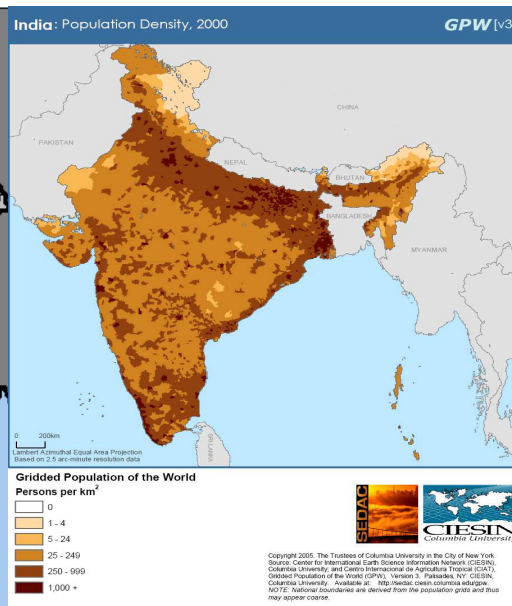 India: Population Density, 2000
GPW [v3
CHINA
PAKISTAN
NEPAL
BHUTAN
BANGLADESH
MYANMAR
SRI LANKA
0 200km
Lambert Azimuthal Equal Area Projection
Based on 2.5 arc-minute resolution data
Gridded Population of the World
Persons per km²
0
1 - 4
5 - 24
25 - 249
250 - 999
1,000 +
SEDAC
CIESIN
Columbia University
Copyright 2005. The Trustees of Columbia University in the City of New York.
Source: Center for International Earth Science Information Network (CIESIN),
Columbia University; and Centro Internacional de Agricultura Tropical (CIAT),
Gridded Population of the World (GPW), Version 3. Palisades, NY: CIESIN,
Columbia University. Available at: http://sedac.ciesin.columbia.edu/gpw.
NOTE: National boundaries are derived from the population grids and thus
may appear coarse.